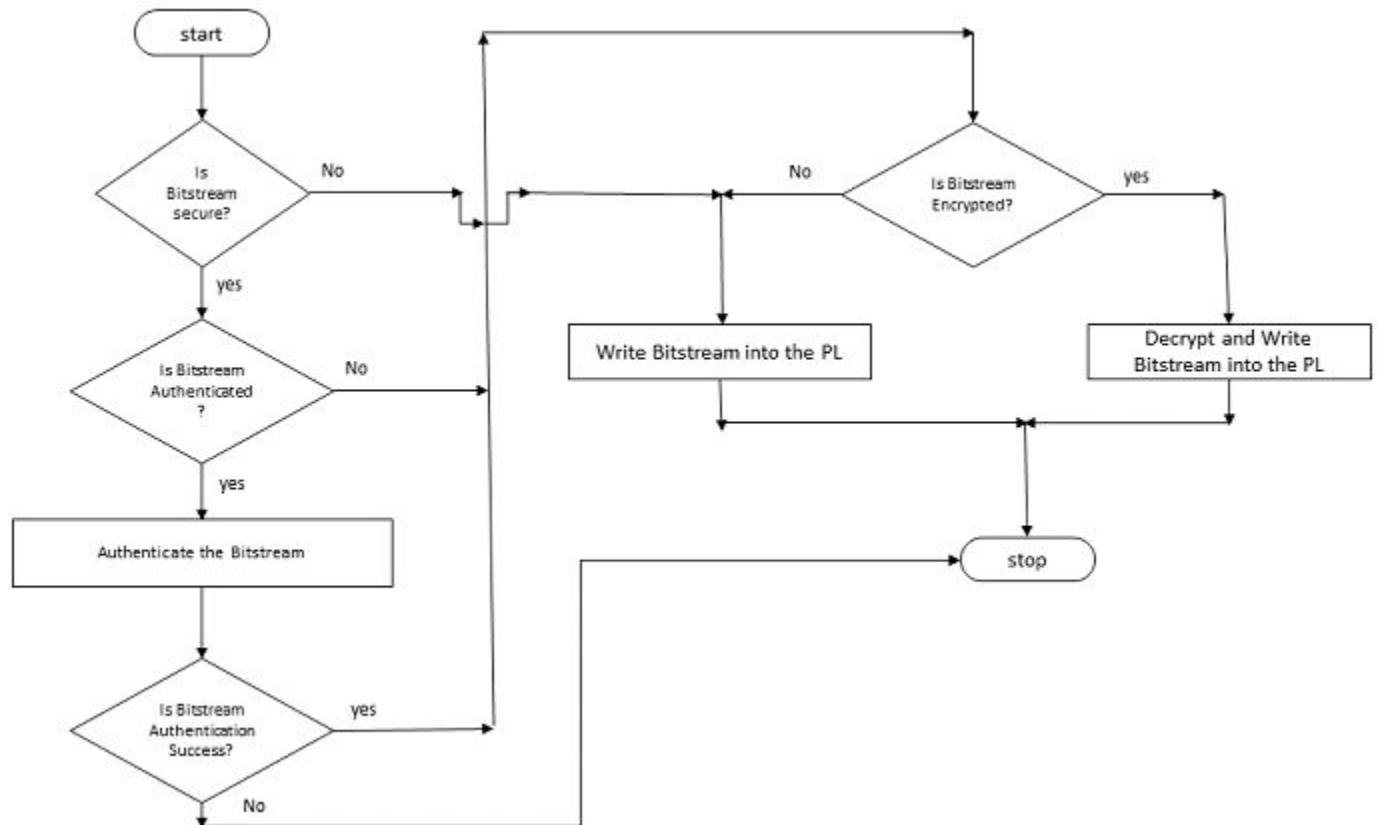 start
Is
Bitstream
secure?
No
yes
Is Bitstream
Authenticated
?
No
yes
Authenticate the Bitstream
Is Bitstream
Authentication
Success?
yes
No
Is Bitstream
Encrypted?
No
yes
Write Bitstream into the PL
Decrypt and Write
Bitstream into the PL
stop